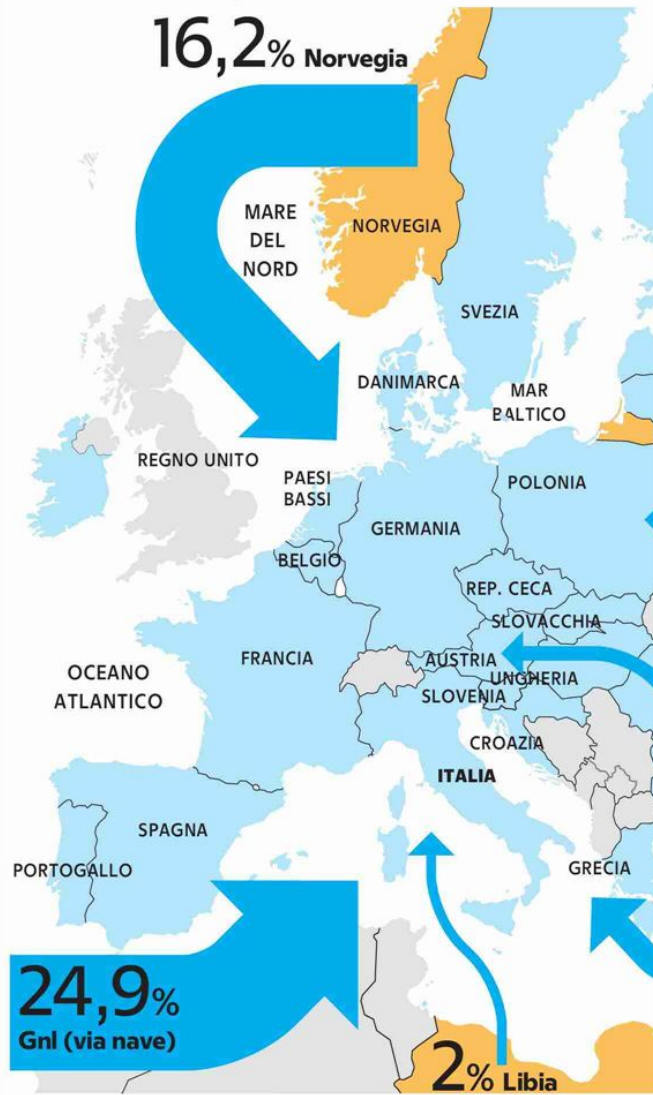 16,2% Norvegia
MARE
DEL
NORD
NORVEGIA
SVEZIA
DANIMARCA
MAR
BALTICO
REGNO UNITO
PAESI
BASSI
POLONIA
GERMANIA
BELGIO
REP. CECA
SLOVACCHIA
FRANCIA
AUSTRIA
UNGHERIA
OCEANO
ATLANTICO
SLOVENIA
CROAZIA
ITALIA
SPAGNA
PORTOGALLO
GRECIA
24,9%
Gnl (via nave)
2% Libia